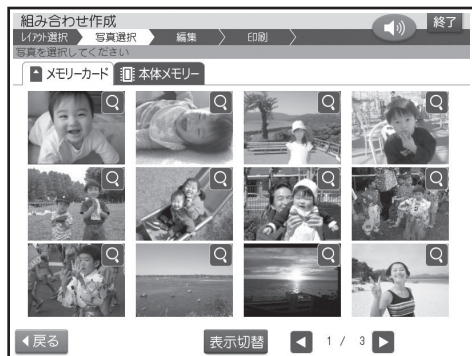 組み合わせ作成
終了
ﾚｲｱｳﾄ選択 写真選択 編集 印刷
写真を選択してください
メモリーカード 本体メモリー
戻る 表示切替 1 / 3